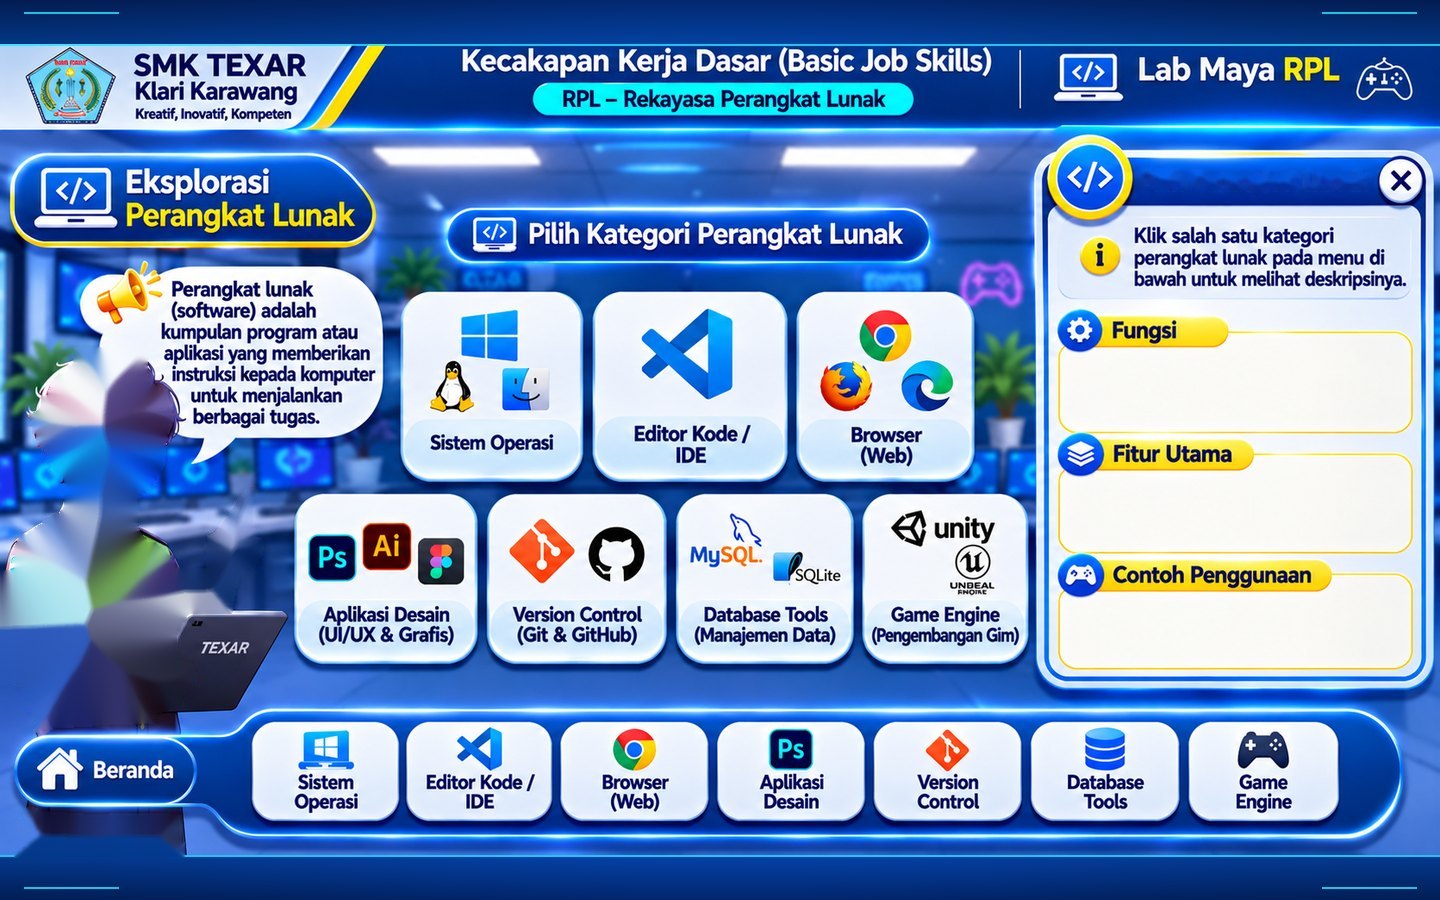 SMK TEXAR
Klari Karawang
Kreatif, Inovatif, Kompeten
Kecakapan Kerja Dasar (Basic Job Skills)
RPL – Rekayasa Perangkat Lunak
Lab Maya RPL
Eksplorasi
Perangkat Lunak
Perangkat lunak
(software) adalah
kumpulan program atau
aplikasi yang memberikan
instruksi kepada komputer
untuk menjalankan
berbagai tugas.
Pilih Kategori Perangkat Lunak
Sistem Operasi
Editor Kode /
IDE
Browser
(Web)
Ps
Ai
Aplikasi Desain
(UI/UX & Grafis)
Version Control
(Git & GitHub)
MySQL.
SQLite
Database Tools
(Manajemen Data)
unity
Game Engine
(Pengembangan Gim)
Klik salah satu kategori
perangkat lunak pada menu di
bawah untuk melihat deskripsinya.
Fungsi
Fitur Utama
Contoh Penggunaan
TEXAR
Beranda
Sistem
Operasi
Editor Kode /
IDE
Browser
(Web)
Ps
Aplikasi
Desain
Version
Control
Database
Tools
Game
Engine